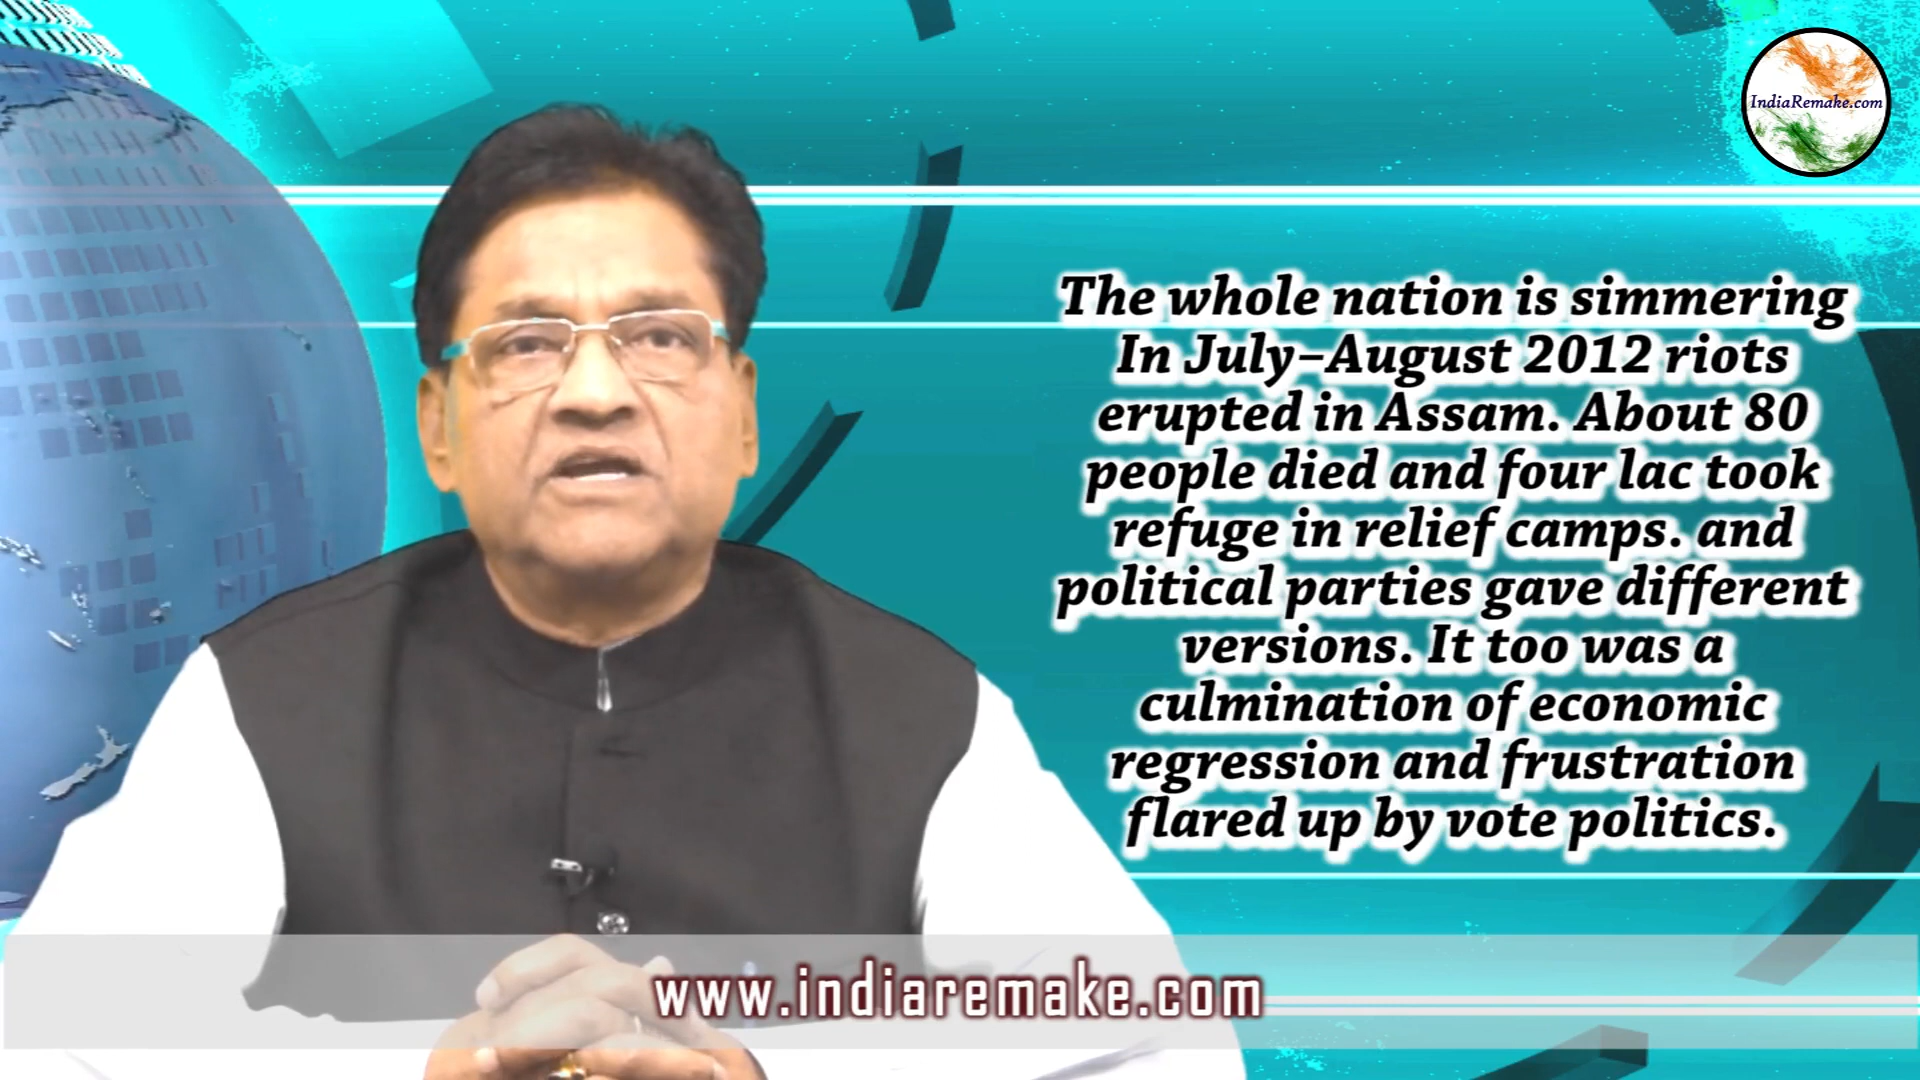 IndiaRemake.com
The whole nation is simmering
In July-August 2012 riots
erupted in Assam. About 80
people died and four lac took
refuge in relief camps. and
political parties gave different
versions. It too was a
culmination of economic
regression and frustration
flared up by vote politics.
www.indiaremake.com